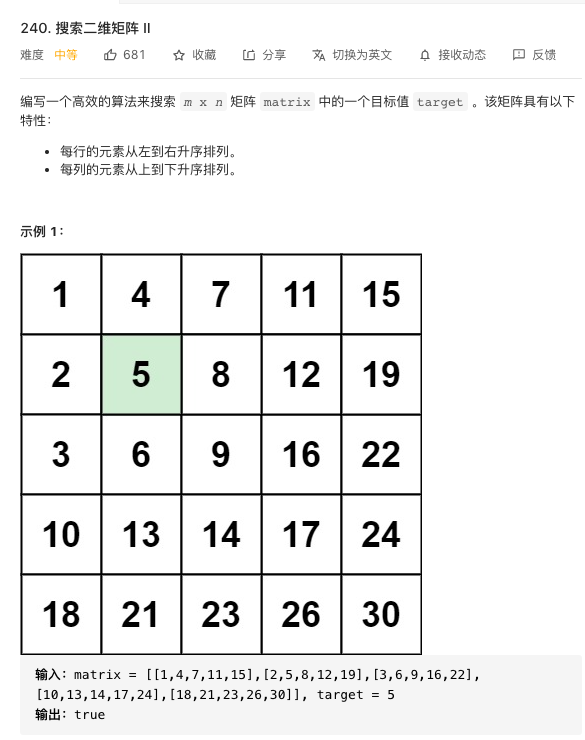 240. 搜索二维矩阵 II
难度 中等 681 收藏 分享 切换为英文 接收动态 反馈
编写一个高效的算法来搜索 m x n 矩阵 matrix 中的一个目标值 target 。该矩阵具有以下
特性：
• 每行的元素从左到右升序排列。
• 每列的元素从上到下升序排列。
示例 1：
1 4 7 11 15
2 5 8 12 19
3 6 9 16 22
10 13 14 17 24
18 21 23 26 30
输入：matrix = [[1,4,7,11,15],[2,5,8,12,19],[3,6,9,16,22],
[10,13,14,17,24],[18,21,23,26,30]], target = 5
输出：true